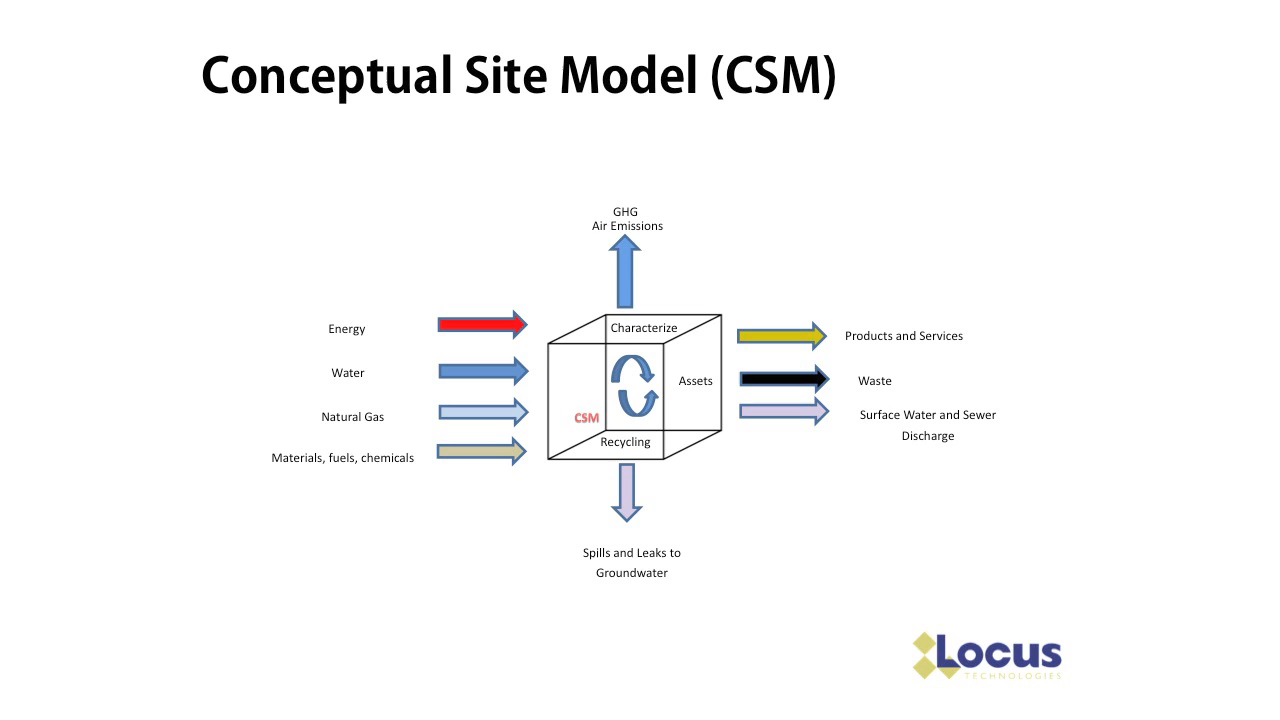 Conceptual Site Model (CSM)
GHG
Air Emissions
Energy
Water
Natural Gas
Materials, fuels, chemicals
Characterize
Assets
CSM
Recycling
Products and Services
Waste
Surface Water and Sewer
Discharge
Spills and Leaks to
Groundwater
Locus
TECHNOLOGIES